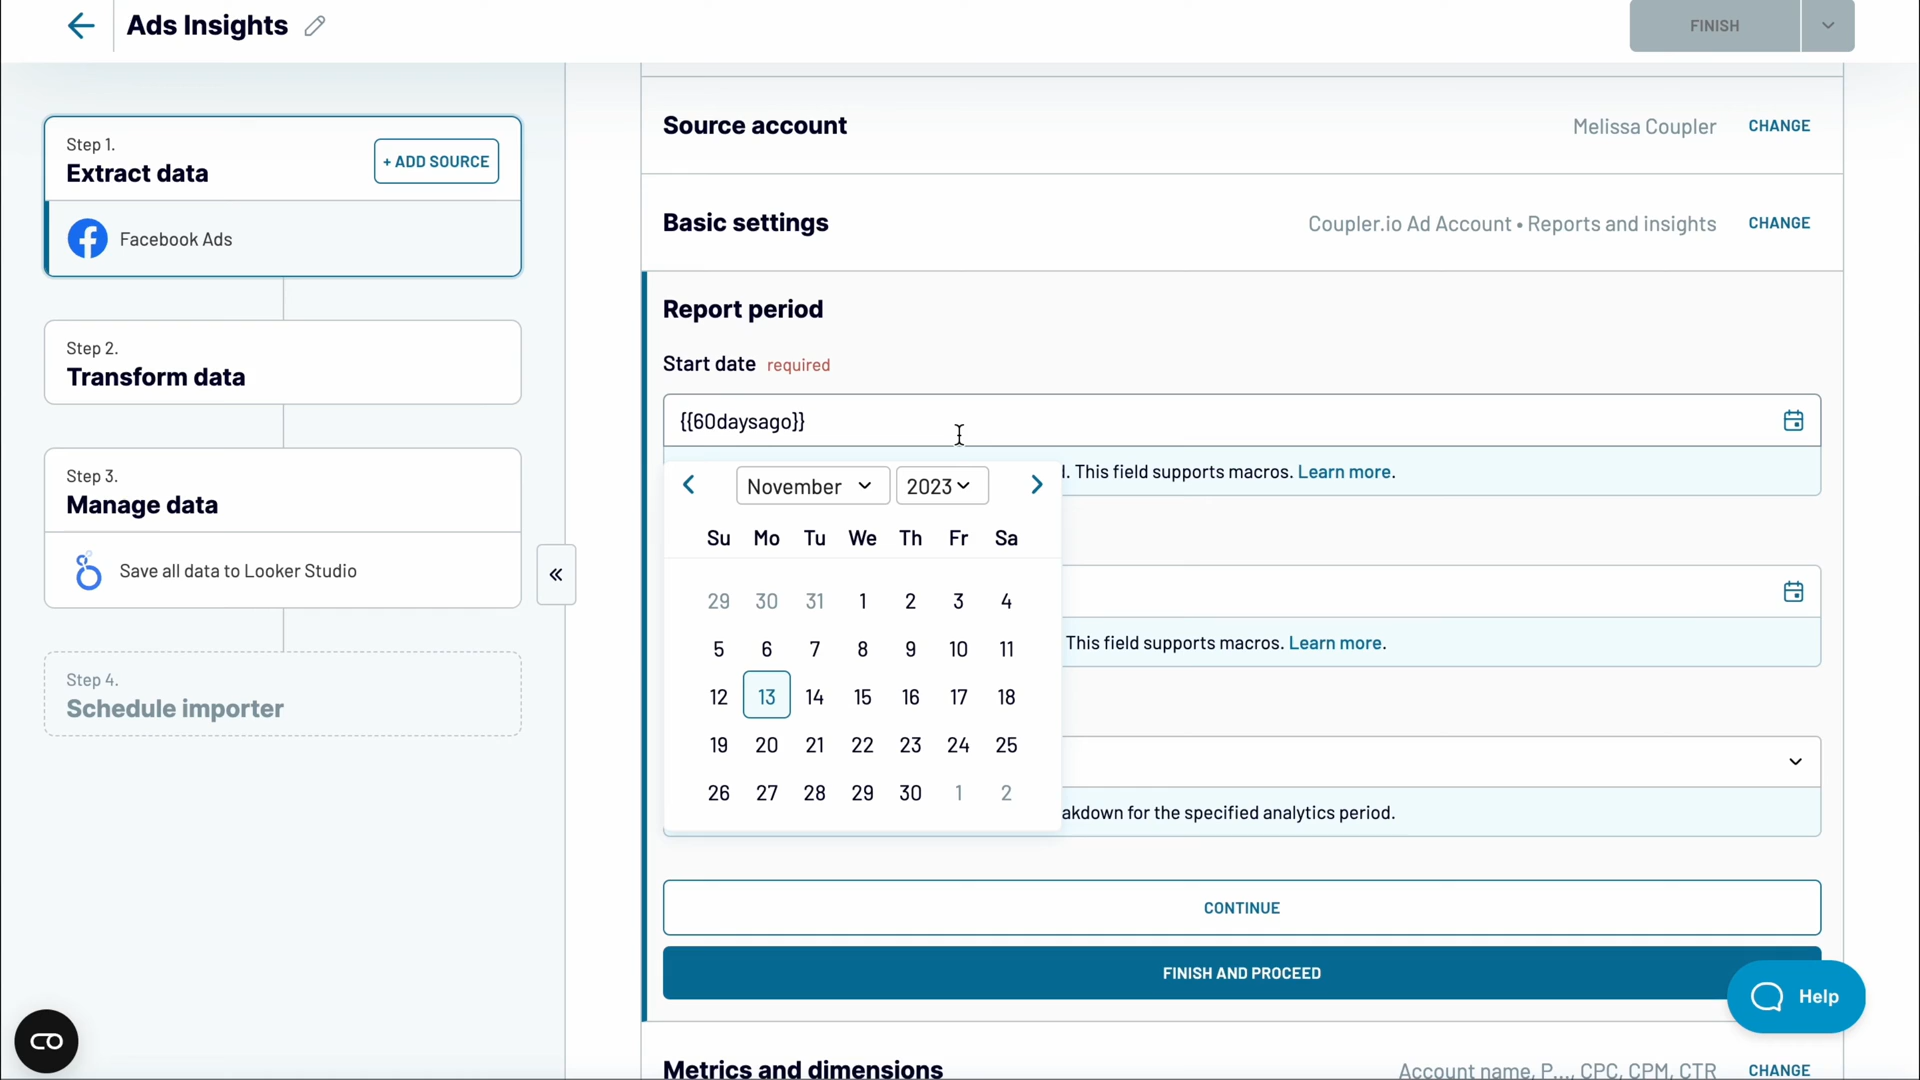 Ads Insights
FINISH
Step 1.
Extract data
+ ADD SOURCE
Facebook Ads
Step 2.
Transform data
Step 3.
Manage data
Save all data to Looker Studio
Step 4.
Schedule importer
Source account
Melissa Coupler CHANGE
Basic settings
Coupler.io Ad Account • Reports and insights CHANGE
Report period
Start date required
{{60daysago}}
This field supports macros. Learn more.
November 2023
Su Mo Tu We Th Fr Sa
29 30 31 1 2 3 4
5 6 7 8 9 10 11
12 13 14 15 16 17 18
19 20 21 22 23 24 25
26 27 28 29 30 1 2
This field supports macros. Learn more.
for the specified analytics period.
CONTINUE
FINISH AND PROCEED
Help
CO
Metrics and dimensions
Account name, P..., CPC, CPM, CTR CHANGE